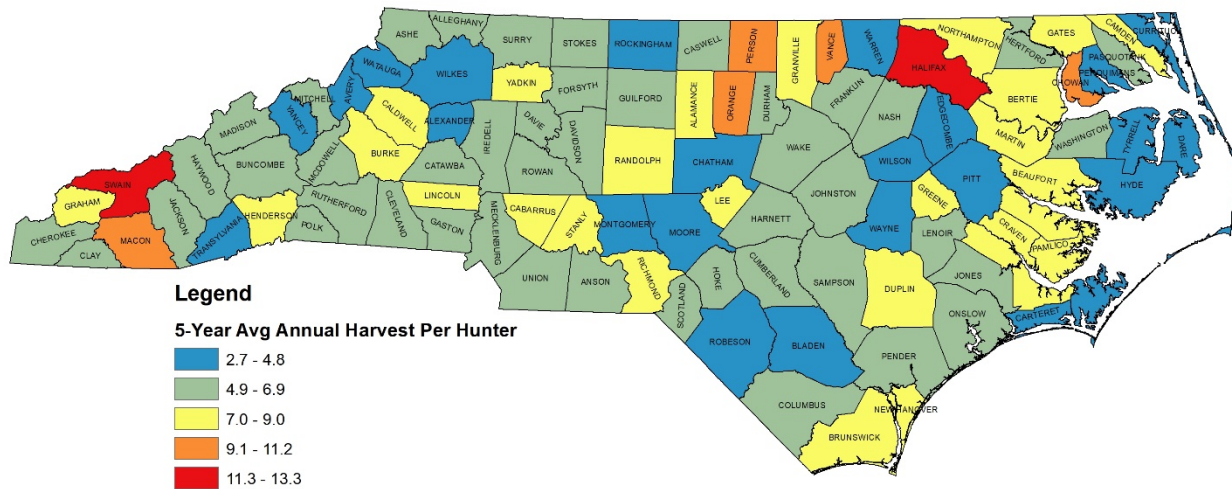 ALLEGHANY
ASHE
SURRY
STOKES
ROCKINGHAM
CASWELL
PERSON
GRANVILLE
VANCE
WARREN
NORTHAMPTON
HALIFAX
HERTFORD
GATES
CAMDEN
CURRITUCK
PASQUOTANK
PERQUIMANS
CHOWAN
WATAUGA
WILKES
YADKIN
FORSYTH
GUILFORD
ALAMANCE
ORANGE
DURHAM
FRANKLIN
NASH
EDGECOMBE
BERTIE
MARTIN
WASHINGTON
TYRRELL
DARE
AVERY
MITCHELL
YANCEY
CALDWELL
ALEXANDER
IREDELL
DAVIE
DAVIDSON
RANDOLPH
CHATHAM
WAKE
WILSON
PITT
BEAUFORT
HYDE
MADISON
HAYWOOD
BUNCOMBE
MCDOWELL
BURKE
CATAWBA
ROWAN
LEE
JOHNSTON
WAYNE
GREENE
CRAVEN
PAMLICO
SWAIN
GRAHAM
CHEROKEE
CLAY
MACON
JACKSON
TRANSYLVANIA
HENDERSON
POLK
RUTHERFORD
CLEVELAND
LINCOLN
GASTON
MECKLENBURG
CABARRUS
STANLY
MONTGOMERY
MOORE
HARNETT
LENOIR
JONES
UNION
ANSON
RICHMOND
SCOTLAND
HOKE
CUMBERLAND
SAMPSON
DUPLIN
ONSLOW
CARTERET
ROBESON
BLADEN
PENDER
COLUMBUS
NEW HANOVER
BRUNSWICK
Legend
5-Year Avg Annual Harvest Per Hunter
2.7 - 4.8
4.9 - 6.9
7.0 - 9.0
9.1 - 11.2
11.3 - 13.3